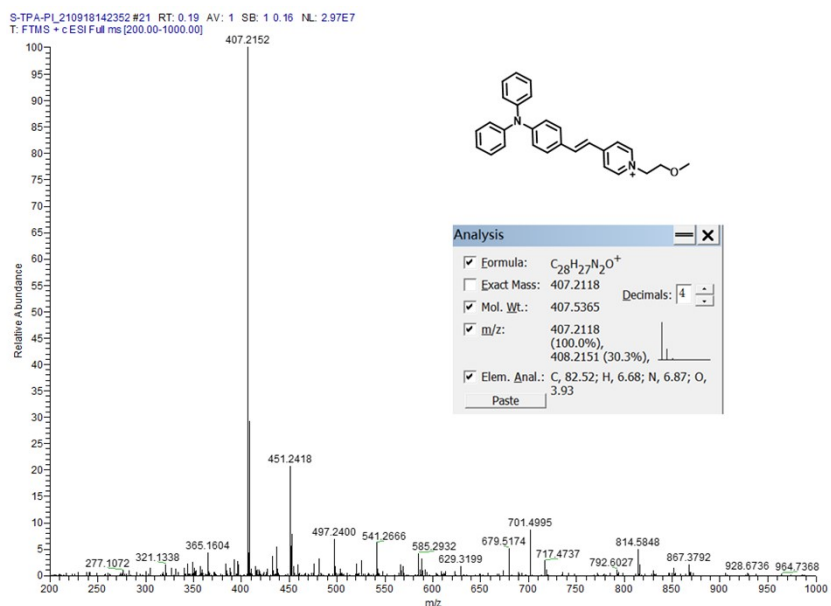 S-TPA-PI_210918142352 #21 RT: 0.19 AV: 1 SB: 1 0.16 NL: 2.97E7
T: FTMS + c ESI Full ms [200.00-1000.00]
407.2152
100
95
90
85
80
75
70
65
60
55
50
45
40
35
30
25
20
15
10
5
0
Relative Abundance
N
N
+
O
Analysis
Formula: C28H27N2O+
Exact Mass: 407.2118
Decimals: 4
Mol. Wt.: 407.5365
m/z: 407.2118
(100.0%),
408.2151 (30.3%),
Elem. Anal.: C, 82.52; H, 6.68; N, 6.87; O,
3.93
Paste
451.2418
277.1072
321.1338
365.1604
497.2400
541.2666
585.2932
629.3199
679.5174
701.4995
717.4737
792.6027
814.5848
867.3792
928.6736
964.7368
200 250 300 350 400 450 500 550 600 650 700 750 800 850 900 950 1000
m/z